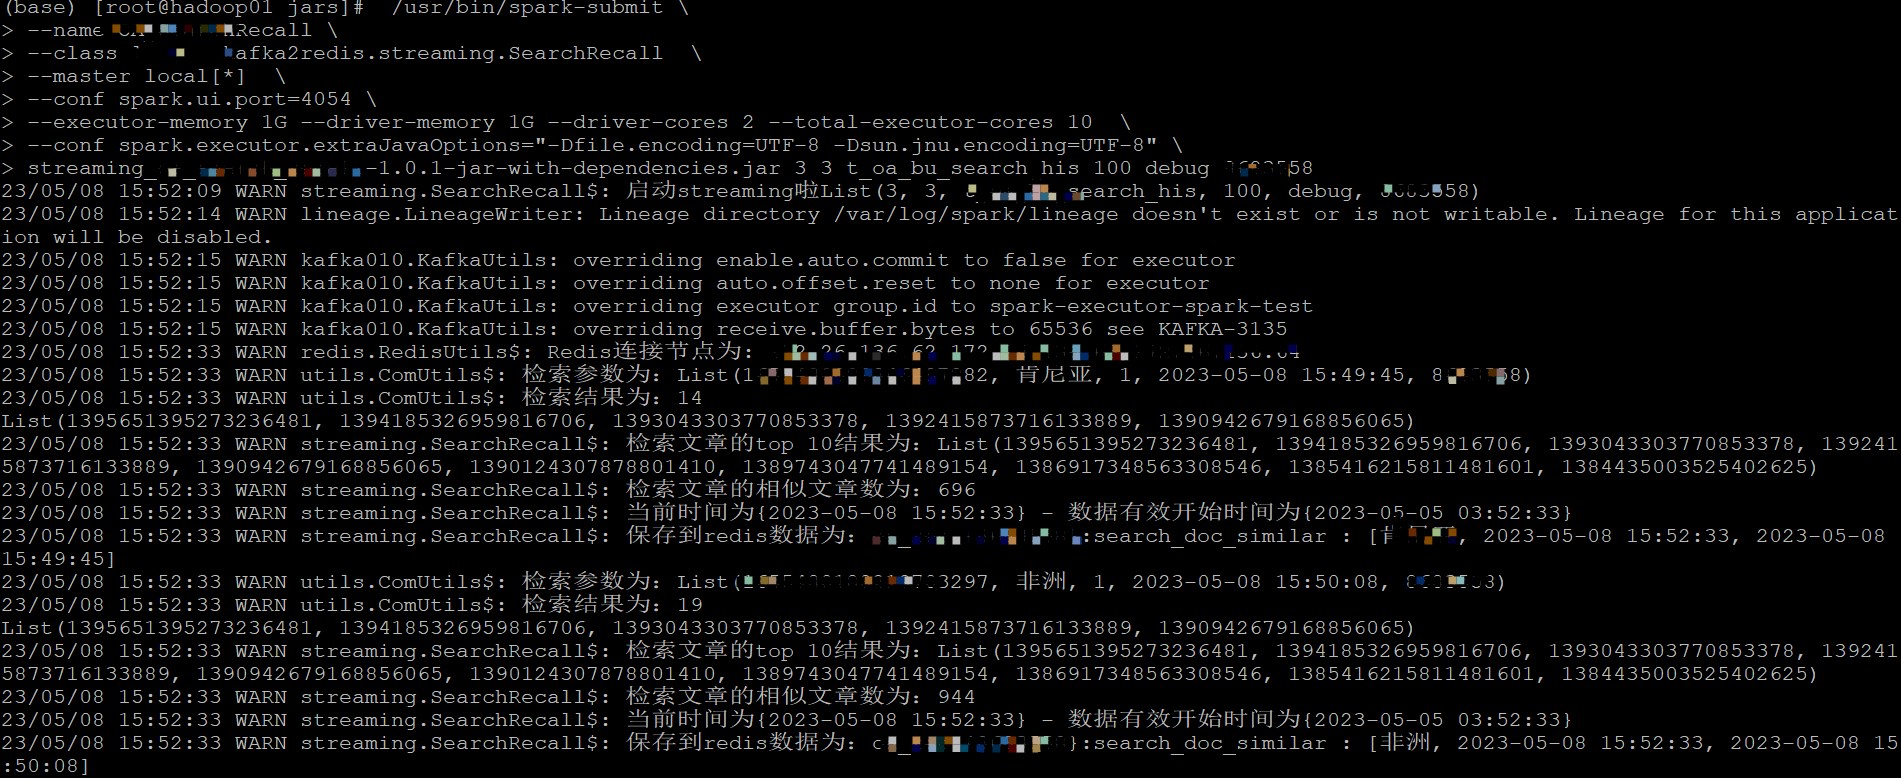 (base) [root@hadoop01 jars]#  /usr/bin/spark-submit \
> --name Recall \
> --class afka2redis.streaming.SearchRecall  \
> --master local[*]  \
> --conf spark.ui.port=4054 \
> --executor-memory 1G --driver-memory 1G --driver-cores 2 --total-executor-cores 10  \
> --conf spark.executor.extraJavaOptions="-Dfile.encoding=UTF-8 -Dsun.jnu.encoding=UTF-8" \
> streaming_ -1.0.1-jar-with-dependencies.jar 3 3 t_oa_bu_search_his 100 debug 58
23/05/08 15:52:09 WARN streaming.SearchRecall$: 启动streaming啦List(3, 3, search_his, 100, debug, 58)
23/05/08 15:52:14 WARN lineage.LineageWriter: Lineage directory /var/log/spark/lineage doesn't exist or is not writable. Lineage for this applicat
ion will be disabled.
23/05/08 15:52:15 WARN kafka010.KafkaUtils: overriding enable.auto.commit to false for executor
23/05/08 15:52:15 WARN kafka010.KafkaUtils: overriding auto.offset.reset to none for executor
23/05/08 15:52:15 WARN kafka010.KafkaUtils: overriding executor group.id to spark-executor-spark-test
23/05/08 15:52:15 WARN kafka010.KafkaUtils: overriding receive.buffer.bytes to 65536 see KAFKA-3135
23/05/08 15:52:33 WARN redis.RedisUtils$: Redis连接节点为:
23/05/08 15:52:33 WARN utils.ComUtils$: 检索参数为: List(1 82, 肯尼亚, 1, 2023-05-08 15:49:45, 8 8)
23/05/08 15:52:33 WARN utils.ComUtils$: 检索结果为: 14
List(1395651395273236481, 1394185326959816706, 1393043303770853378, 1392415873716133889, 1390942679168856065)
23/05/08 15:52:33 WARN streaming.SearchRecall$: 检索文章的top 10结果为: List(1395651395273236481, 1394185326959816706, 1393043303770853378, 139241
5873716133889, 1390942679168856065, 1390124307878801410, 1389743047741489154, 1386917348563308546, 1385416215811481601, 1384435003525402625)
23/05/08 15:52:33 WARN streaming.SearchRecall$: 检索文章的相似文章数为: 696
23/05/08 15:52:33 WARN streaming.SearchRecall$: 当前时间为{2023-05-08 15:52:33} - 数据有效开始时间为{2023-05-05 03:52:33}
23/05/08 15:52:33 WARN streaming.SearchRecall$: 保存到redis数据为: :search_doc_similar : [肯 , 2023-05-08 15:52:33, 2023-05-08
15:49:45]
23/05/08 15:52:33 WARN utils.ComUtils$: 检索参数为: List( 3297, 非洲, 1, 2023-05-08 15:50:08, )
23/05/08 15:52:33 WARN utils.ComUtils$: 检索结果为: 19
List(1395651395273236481, 1394185326959816706, 1393043303770853378, 1392415873716133889, 1390942679168856065)
23/05/08 15:52:33 WARN streaming.SearchRecall$: 检索文章的top 10结果为: List(1395651395273236481, 1394185326959816706, 1393043303770853378, 139241
5873716133889, 1390942679168856065, 1390124307878801410, 1389743047741489154, 1386917348563308546, 1385416215811481601, 1384435003525402625)
23/05/08 15:52:33 WARN streaming.SearchRecall$: 检索文章的相似文章数为: 944
23/05/08 15:52:33 WARN streaming.SearchRecall$: 当前时间为{2023-05-08 15:52:33} - 数据有效开始时间为{2023-05-05 03:52:33}
23/05/08 15:52:33 WARN streaming.SearchRecall$: 保存到redis数据为: }:search_doc_similar : [非洲, 2023-05-08 15:52:33, 2023-05-08 15
:50:08]